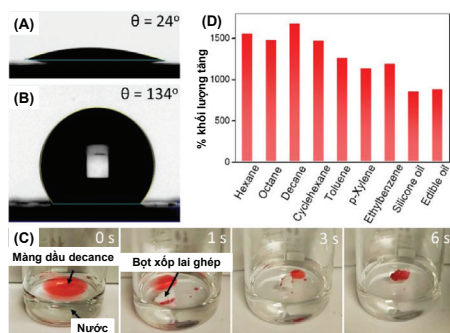 (A)
θ = 24°
(B)
θ = 134°
(D)
% khối lượng tăng
1500
1000
500
0
Hexane
Octane
Decane
Cyclehexane
Toluene
p-Xylene
Ethylbenzene
Silicone oil
Edible oil
(C)
0 s
Màng dầu decance
Nước
1 s
Bọt xốp lai ghép
3 s
6 s